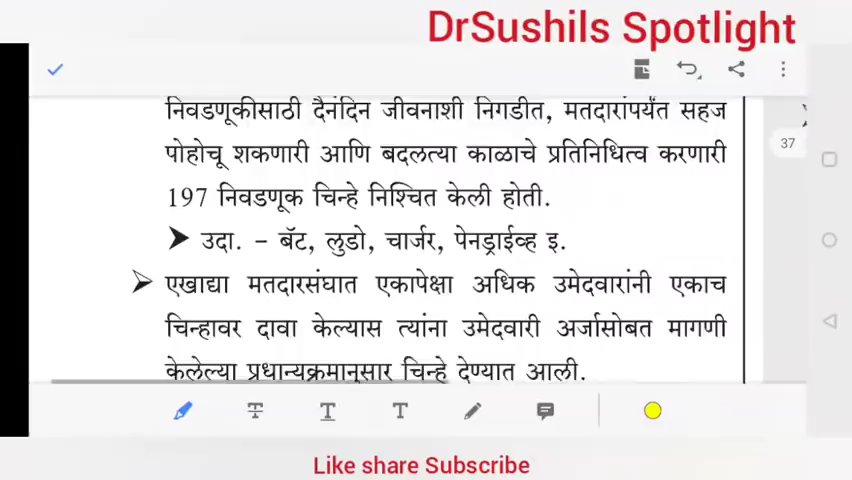 DrSushils Spotlight
निवडणूकीसाठी दैनंदिन जीवनाशी निगडीत, मतदारांपर्यंत सहज
37
पोहोचू शकणारी आणि बदलत्या काळाचे प्रतिनिधित्व करणारी
197 निवडणूक चिन्हे निश्चित केली होती.
➤ उदा. – बॅट, लुडो, चार्जर, पेनड्राईव्ह इ.
➢ एखाद्या मतदारसंघात एकापेक्षा अधिक उमेदवारांनी एकाच
चिन्हावर दावा केल्यास त्यांना उमेदवारी अर्जासोबत मागणी
केलेल्या प्रधान्यक्रमानुसार चिन्हे देण्यात आली.
T T T
Like share Subscribe